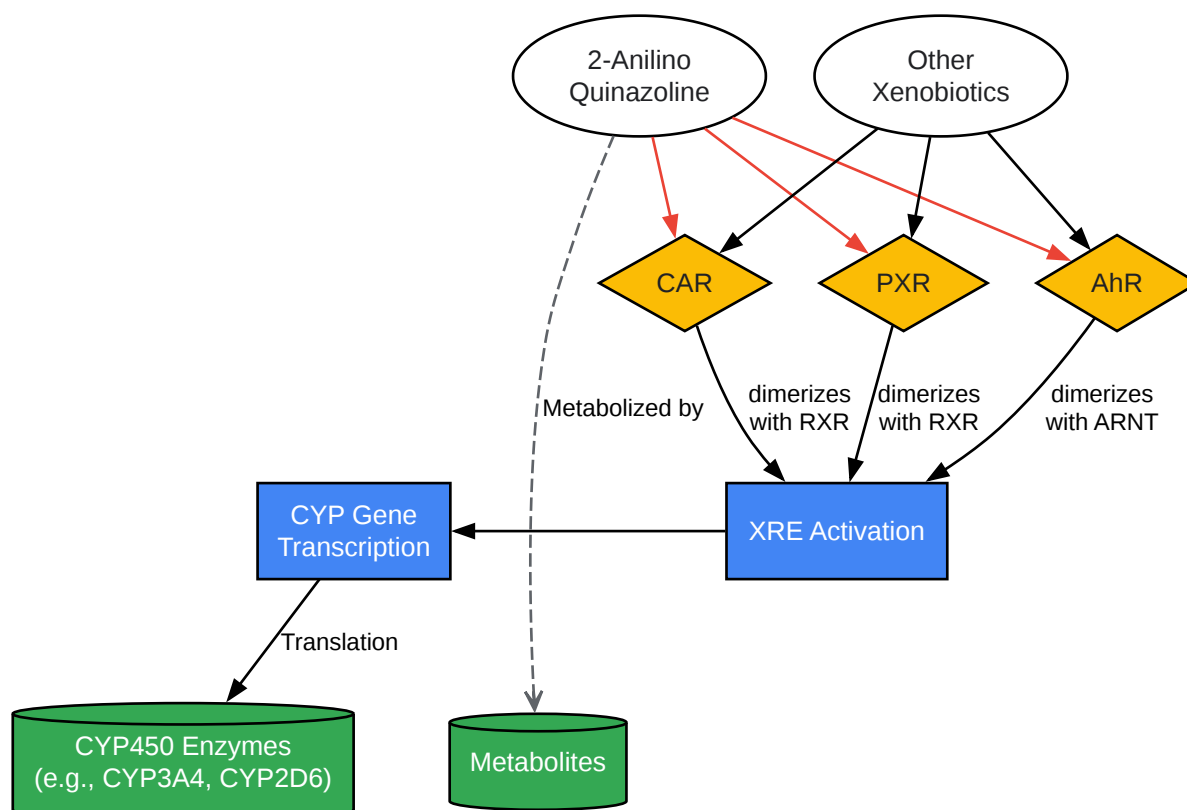 2-Anilino
Quinazoline
Other
Xenobiotics
CAR
PXR
AhR
Metabolized by
dimerizes
with RXR
dimerizes
with RXR
dimerizes
with ARNT
CYP Gene
Transcription
XRE Activation
Translation
CYP450 Enzymes
(e.g., CYP3A4, CYP2D6)
Metabolites